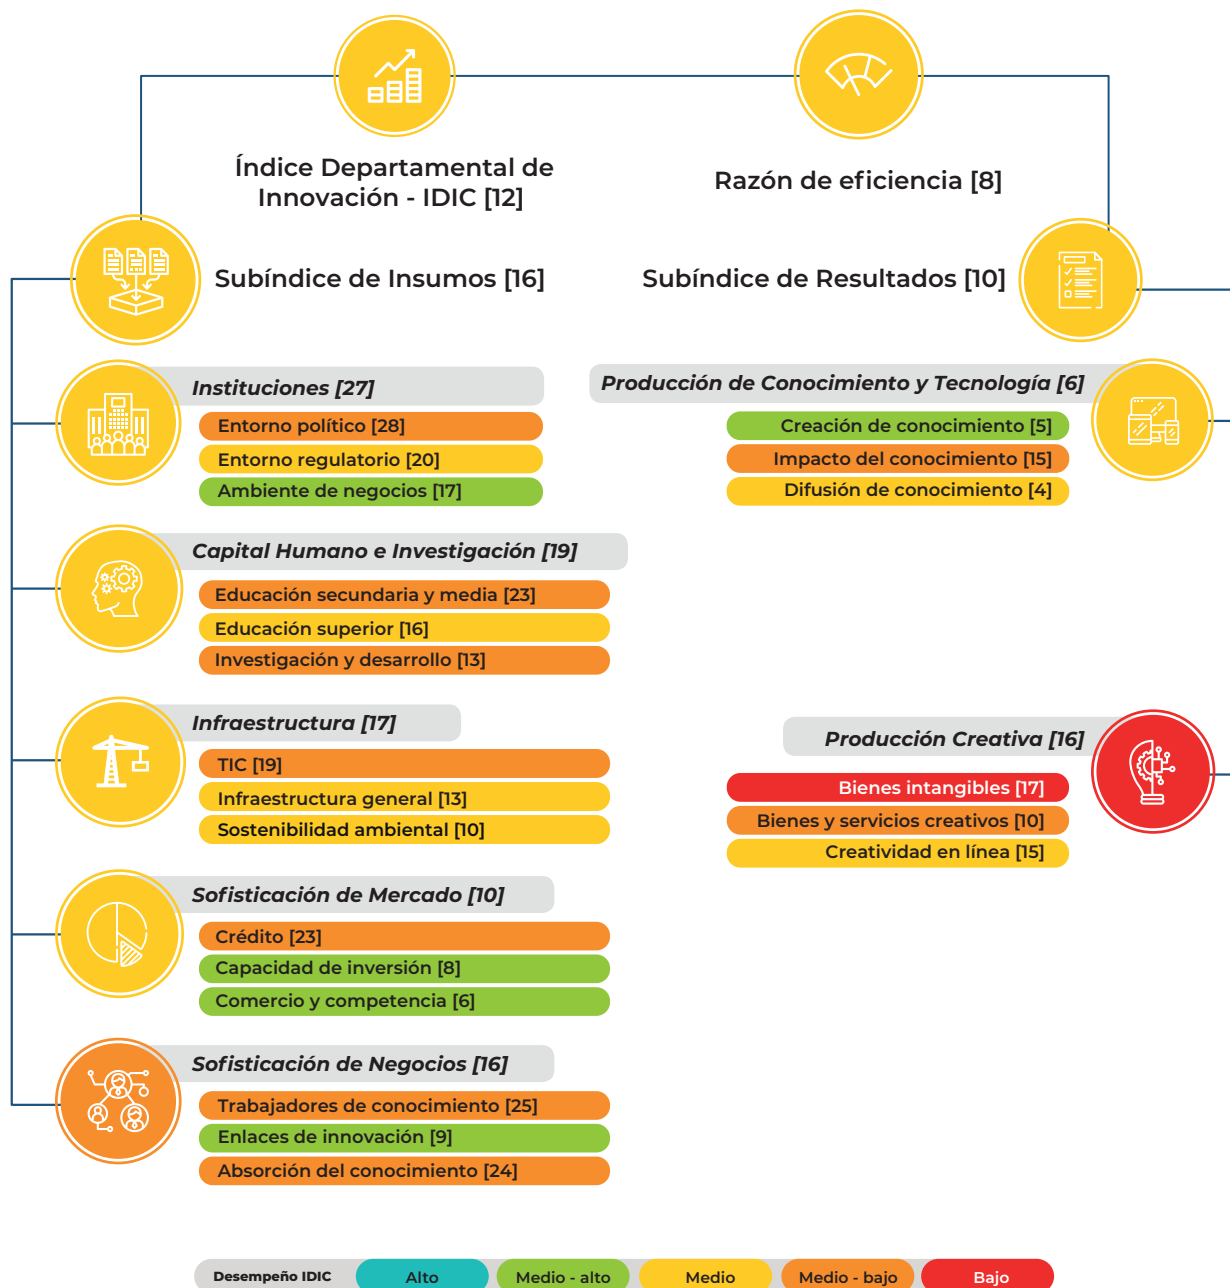 Índice Departamental de
Innovación - IDIC [12]
Razón de eficiencia [8]
Subíndice de Insumos [16]
Subíndice de Resultados [10]
Instituciones [27]
Entorno político [28]
Entorno regulatorio [20]
Ambiente de negocios [17]
Capital Humano e Investigación [19]
Educación secundaria y media [23]
Educación superior [16]
Investigación y desarrollo [13]
Infraestructura [17]
TIC [19]
Infraestructura general [13]
Sostenibilidad ambiental [10]
Sofisticación de Mercado [10]
Crédito [23]
Capacidad de inversión [8]
Comercio y competencia [6]
Sofisticación de Negocios [16]
Trabajadores de conocimiento [25]
Enlaces de innovación [9]
Absorción del conocimiento [24]
Producción de Conocimiento y Tecnología [6]
Creación de conocimiento [5]
Impacto del conocimiento [15]
Difusión de conocimiento [4]
Producción Creativa [16]
Bienes intangibles [17]
Bienes y servicios creativos [10]
Creatividad en línea [15]
Desempeño IDIC
Alto
Medio - alto
Medio
Medio - bajo
Bajo